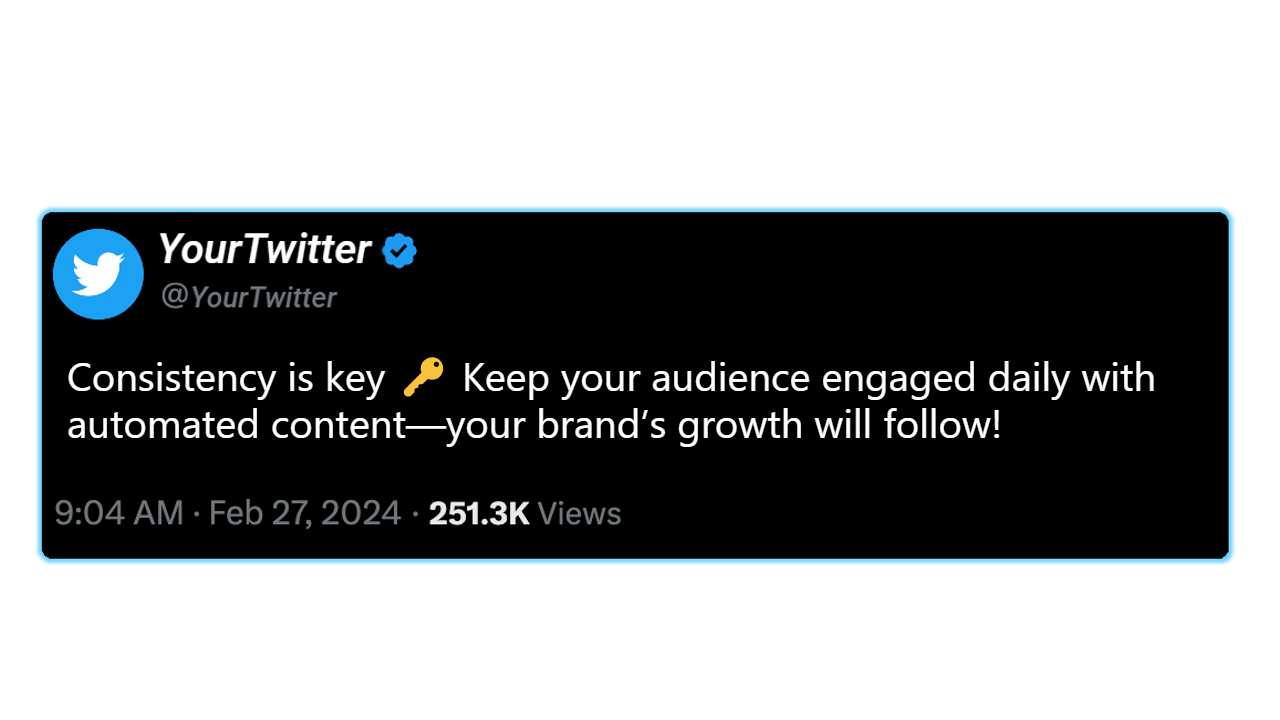 YourTwitter
@YourTwitter
Consistency is key 🔑 Keep your audience engaged daily with
automated content—your brand’s growth will follow!
9:04 AM · Feb 27, 2024 · 251.3K Views